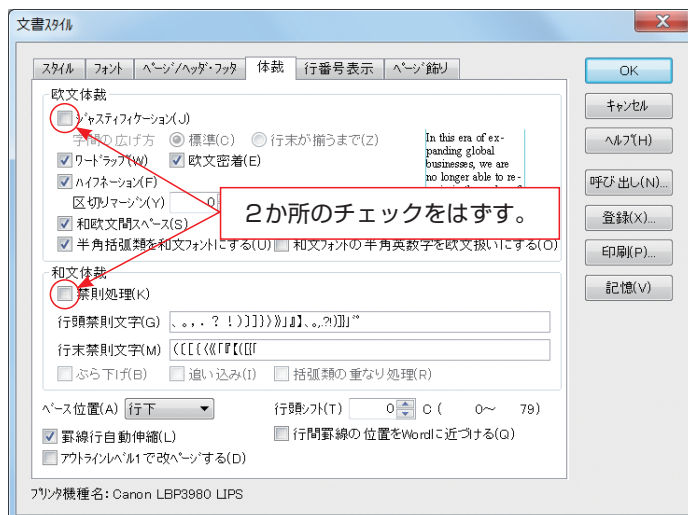 文書ｽﾀｲﾙ
ｽﾀｲﾙ ﾌｫﾝﾄ ﾍﾟｰｼﾞ/ﾍｯﾀﾞ･ﾌｯﾀ 体裁 行番号表示 ﾍﾟｰｼﾞ飾り
OK
ｷｬﾝｾﾙ
ﾍﾙﾌﾟ(H)
呼び出し(N)...
登録(X)...
印刷(P)...
記憶(V)
欧文体裁
ｼﾞｬｽﾃｨﾌｨｹｰｼｮﾝ(J)
字間の広げ方 標準(C) 行末が揃うまで(Z)
ﾜｰﾄﾞﾗｯﾌﾟ(W) 欧文密着(E)
ﾊｲﾌﾈｰｼｮﾝ(F)
区切りﾏｰｼﾞﾝ(Y) 0
和欧文間ｽﾍﾟｰｽ(S)
半角括弧類を和文ﾌｫﾝﾄにする(U) 和文ﾌｫﾝﾄの半角英数字を欧文扱いにする(O)
In this era of ex-
panding global
businesses, we are
no longer able to re-
2か所のチェックをはずす。
和文体裁
禁則処理(K)
行頭禁則文字(G)
行末禁則文字(M)
ぶら下げ(B) 追い込み(I) 括弧類の重なり処理(R)
ﾍﾞｰｽ位置(A) 行下 行頭ｼﾌﾄ(T) 0 C ( 0～ 79)
罫線行自動伸縮(L) 行間罫線の位置をWordに近づける(Q)
ｱｳﾄﾗｲﾝﾚﾍﾞﾙ1で改ﾍﾟｰｼﾞする(D)
ﾌﾟﾘﾝﾀ機種名: Canon LBP3980 LIPS